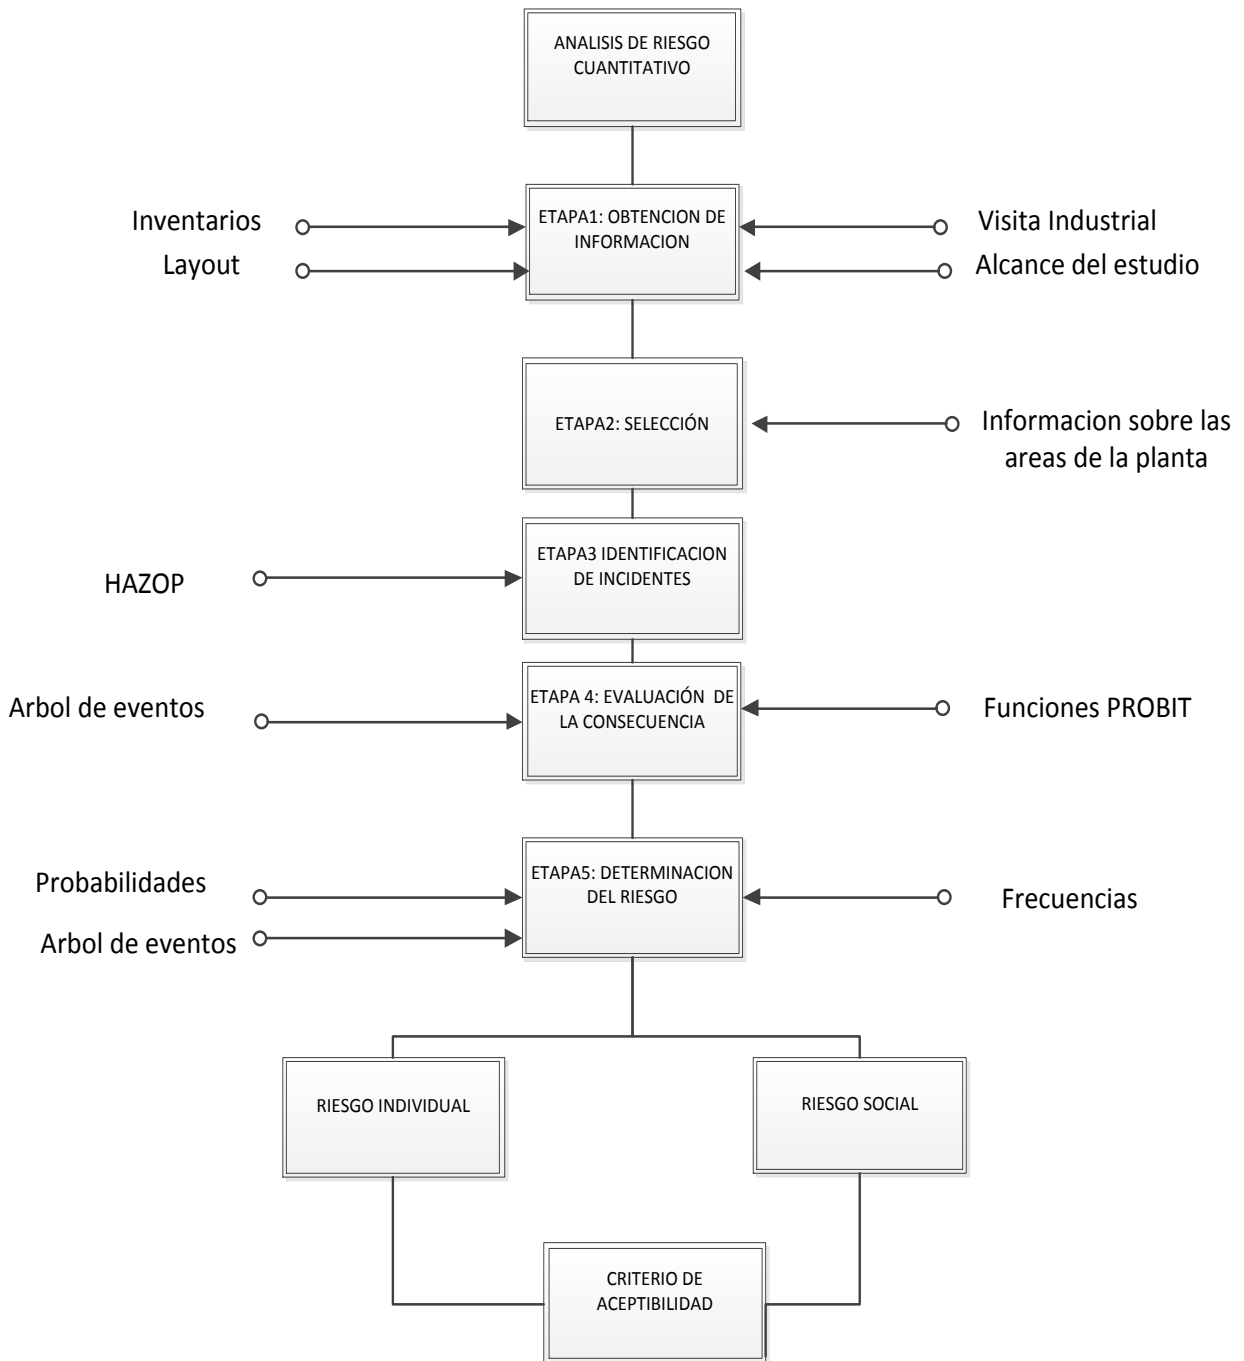 ANALISIS DE RIESGO
CUANTITATIVO
Inventarios
Layout
ETAPA1: OBTENCION DE
INFORMACION
Visita Industrial
Alcance del estudio
ETAPA2: SELECCIÓN
Informacion sobre las
areas de la planta
HAZOP
ETAPA3 IDENTIFICACION
DE INCIDENTES
Arbol de eventos
ETAPA 4: EVALUACIÓN DE
LA CONSECUENCIA
Funciones PROBIT
Probabilidades
Arbol de eventos
ETAPA5: DETERMINACION
DEL RIESGO
Frecuencias
RIESGO INDIVIDUAL
RIESGO SOCIAL
CRITERIO DE
ACEPTIBILIDAD